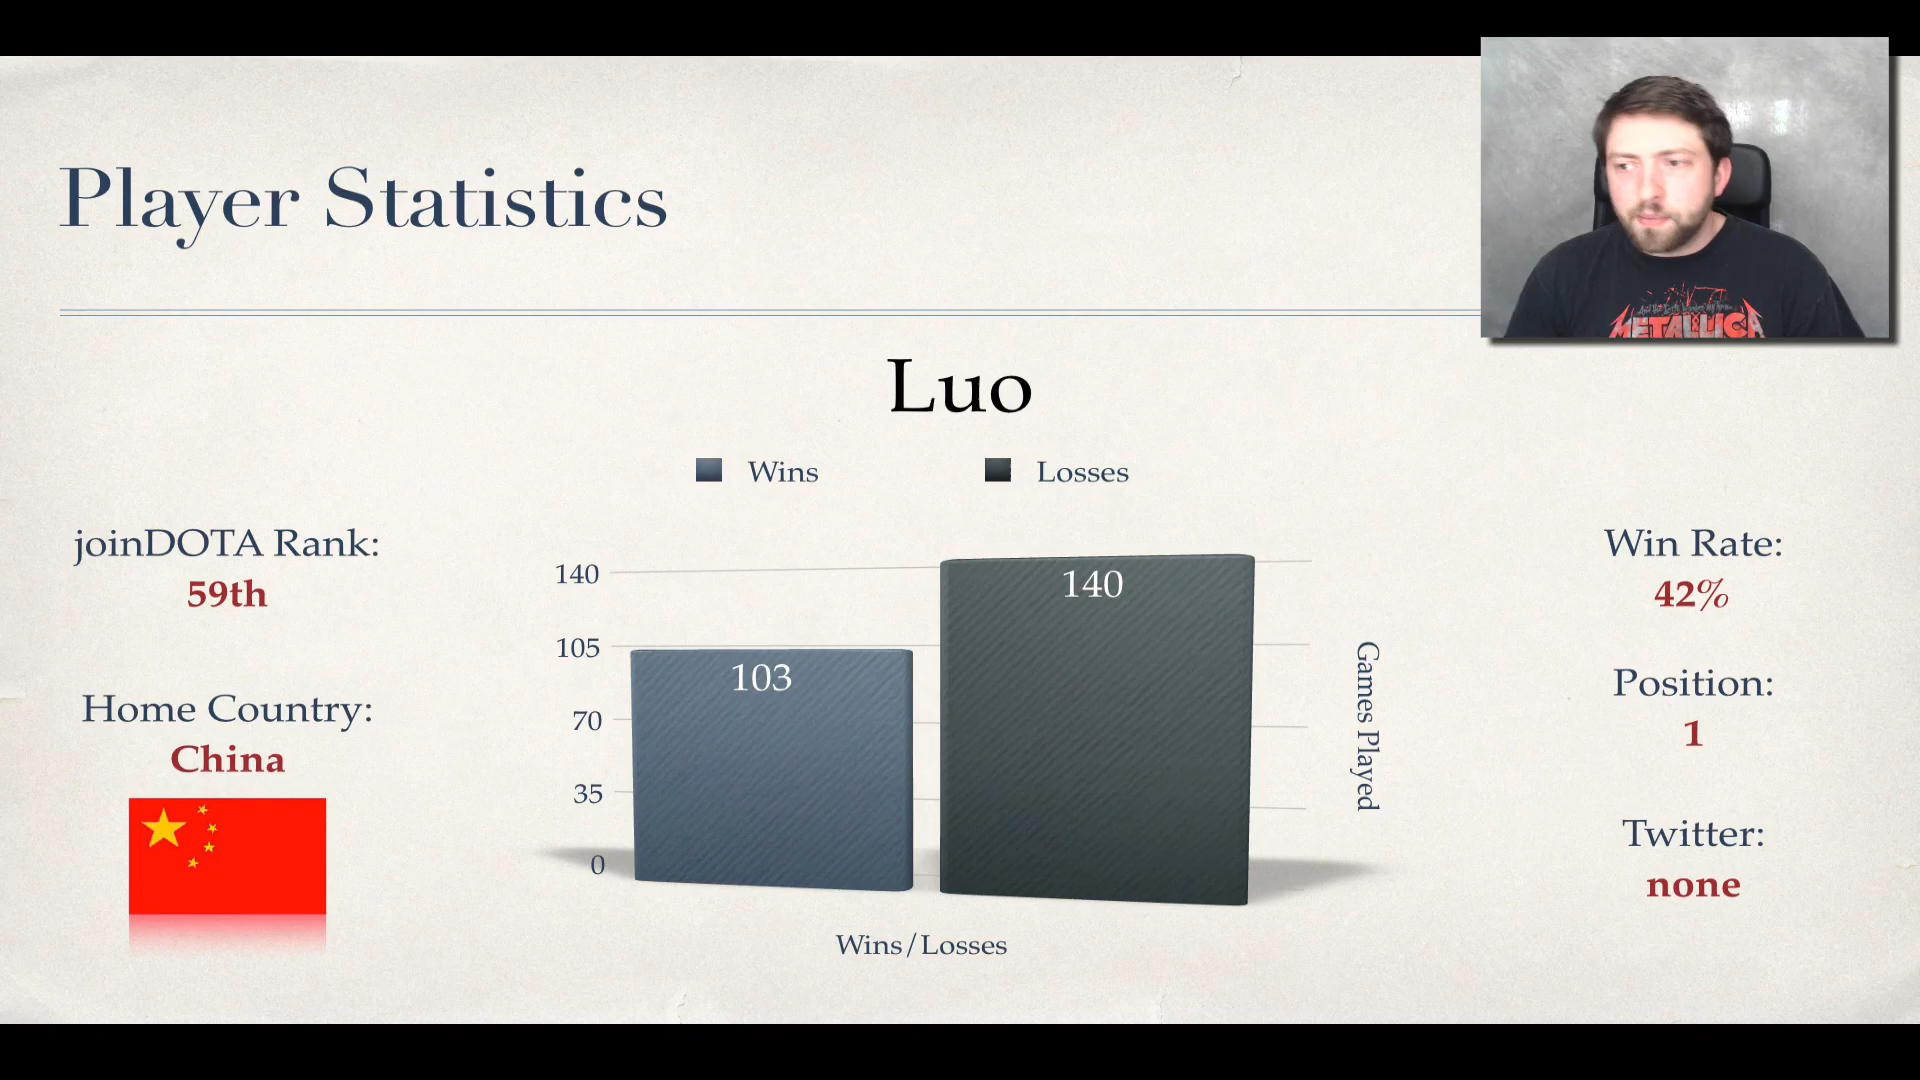 Player Statistics
METALLICA
Luo
Wins
Losses
joinDOTA Rank:
59th
Home Country:
China
140
105
70
35
0
103
140
Games Played
Wins/Losses
Win Rate:
42%
Position:
1
Twitter:
none